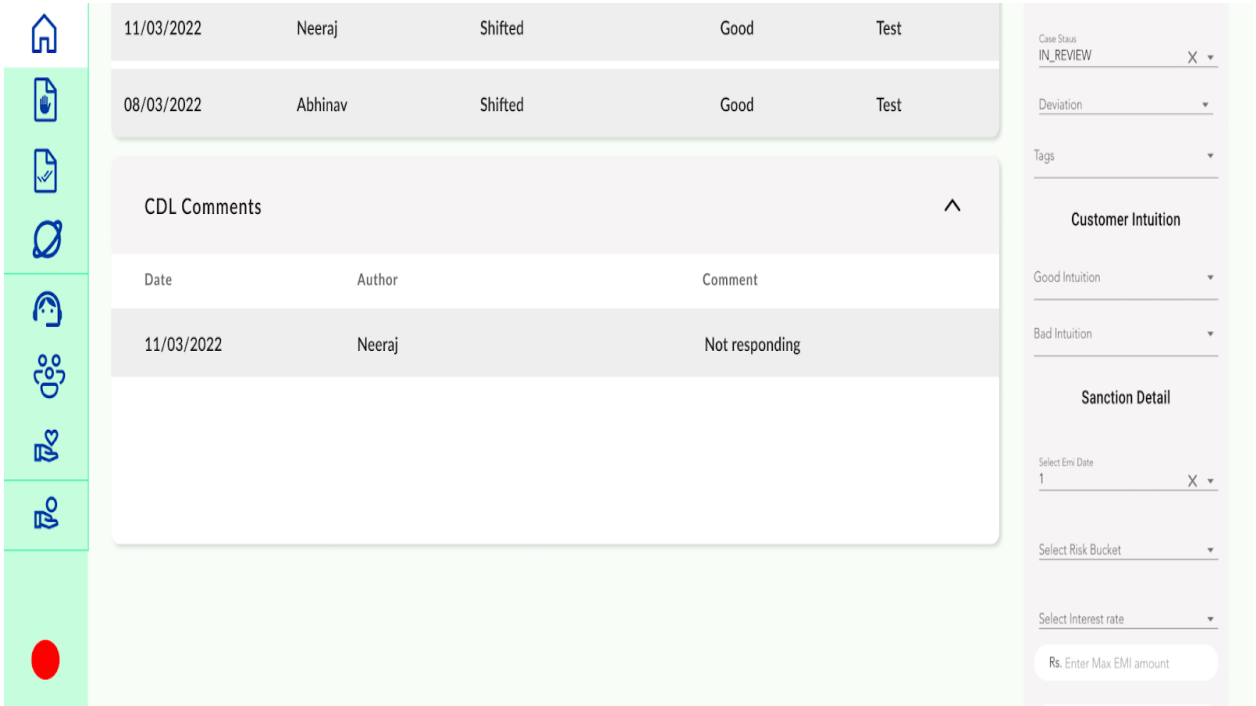 11/03/2022 Neeraj Shifted Good Test
08/03/2022 Abhinav Shifted Good Test
CDL Comments
Date Author Comment
11/03/2022 Neeraj Not responding
Case Staus
IN_REVIEW X
Deviation
Tags
Customer Intuition
Good Intuition
Bad Intuition
Sanction Detail
Select Emi Date
1 X
Select Risk Bucket
Select Interest rate
Rs. Enter Max EMI amount